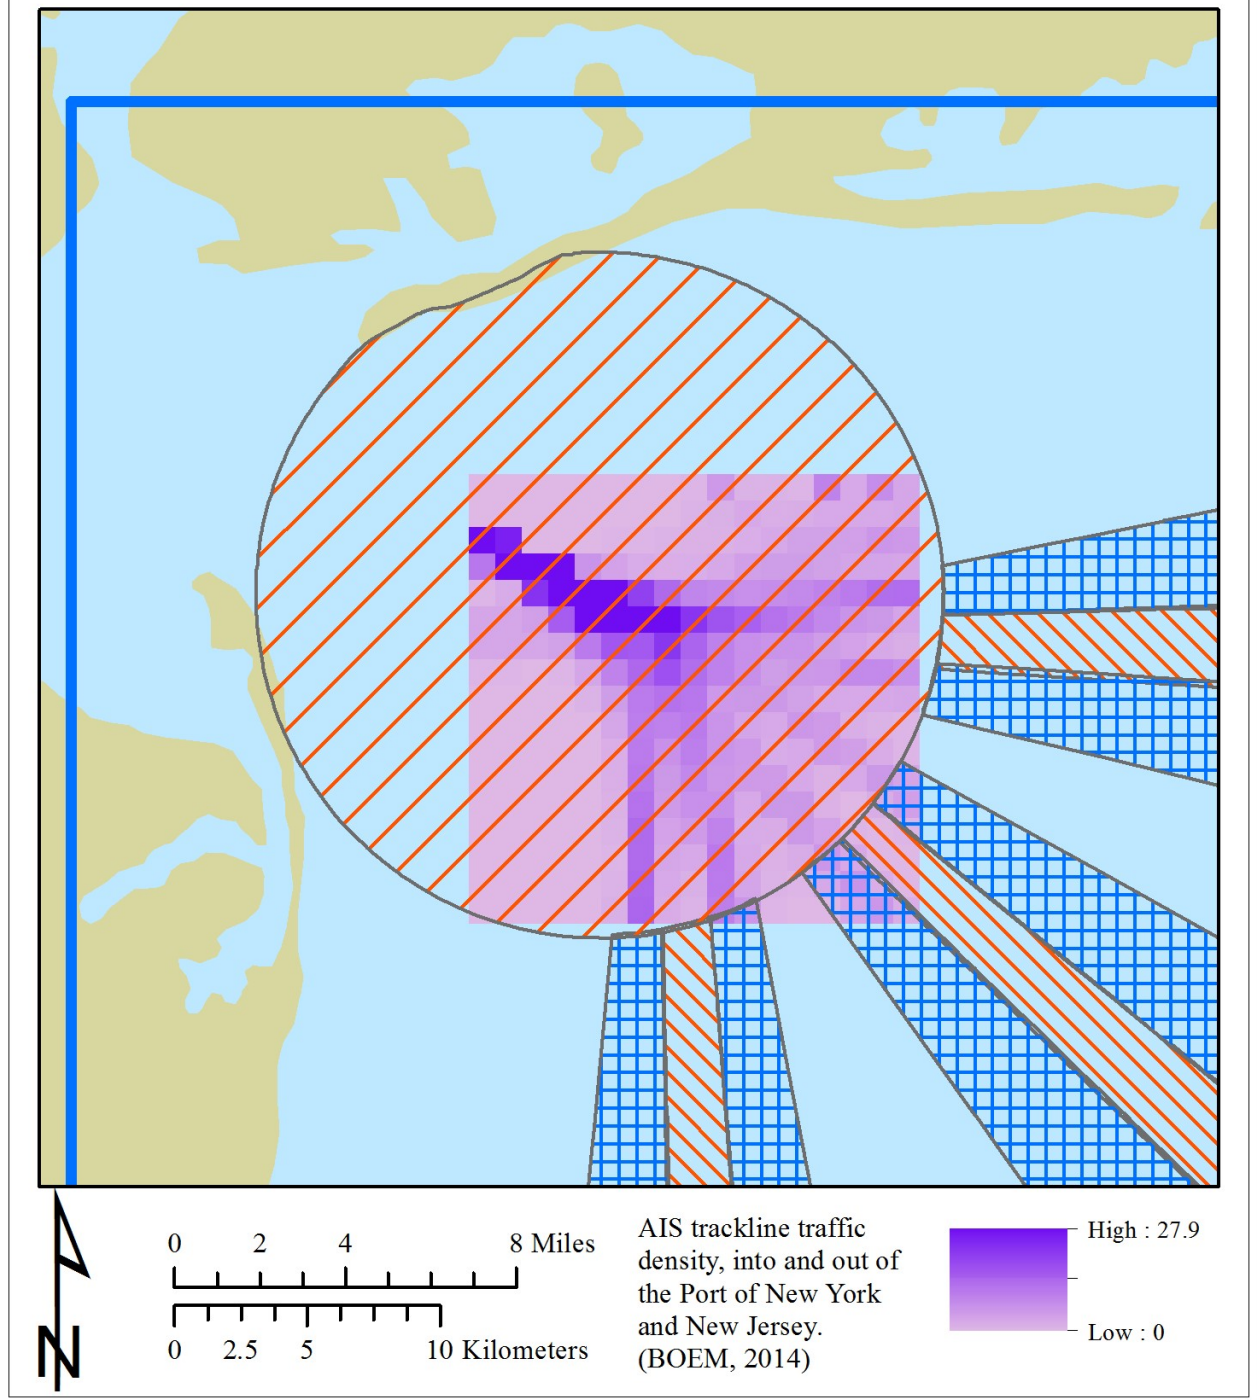 0 2 4 8 Miles
0 2.5 5 10 Kilometers
N
AIS trackline traffic
density, into and out of
the Port of New York
and New Jersey.
(BOEM, 2014)
High : 27.9
Low : 0